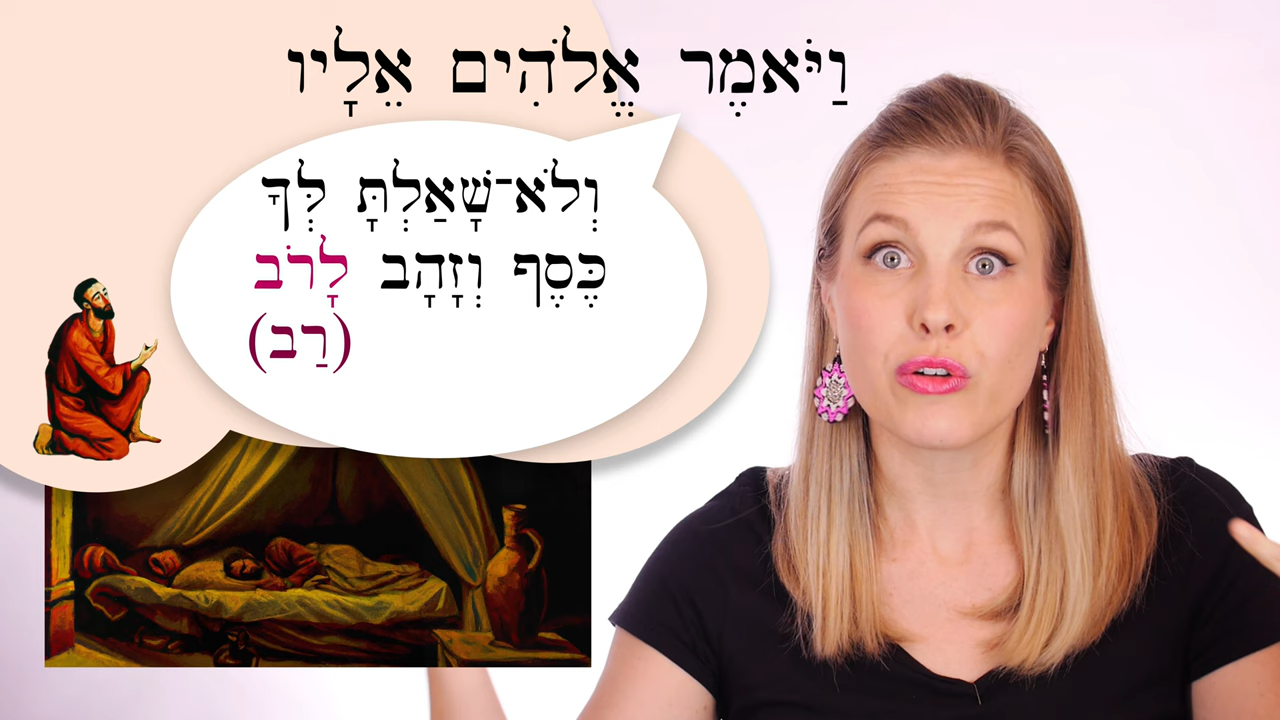 וַיֹּאמֶר אֱלֹהִים אֵלָיו
וְלֹא־שָׁאַלְתָּ לְּךָ
כֶּסֶף וְזָהָב לָרֹב
(רַב)